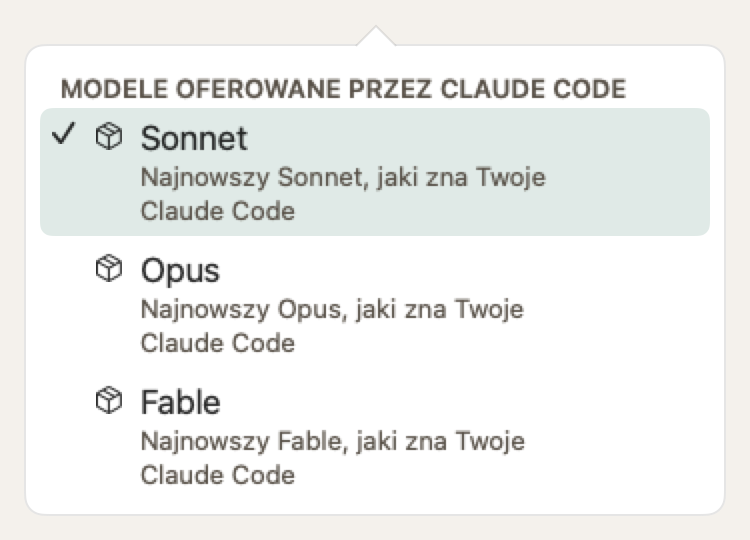 MODELE OFEROWANE PRZEZ CLAUDE CODE
Sonnet
Najnowszy Sonnet, jaki zna Twoje
Claude Code
Opus
Najnowszy Opus, jaki zna Twoje
Claude Code
Fable
Najnowszy Fable, jaki zna Twoje
Claude Code